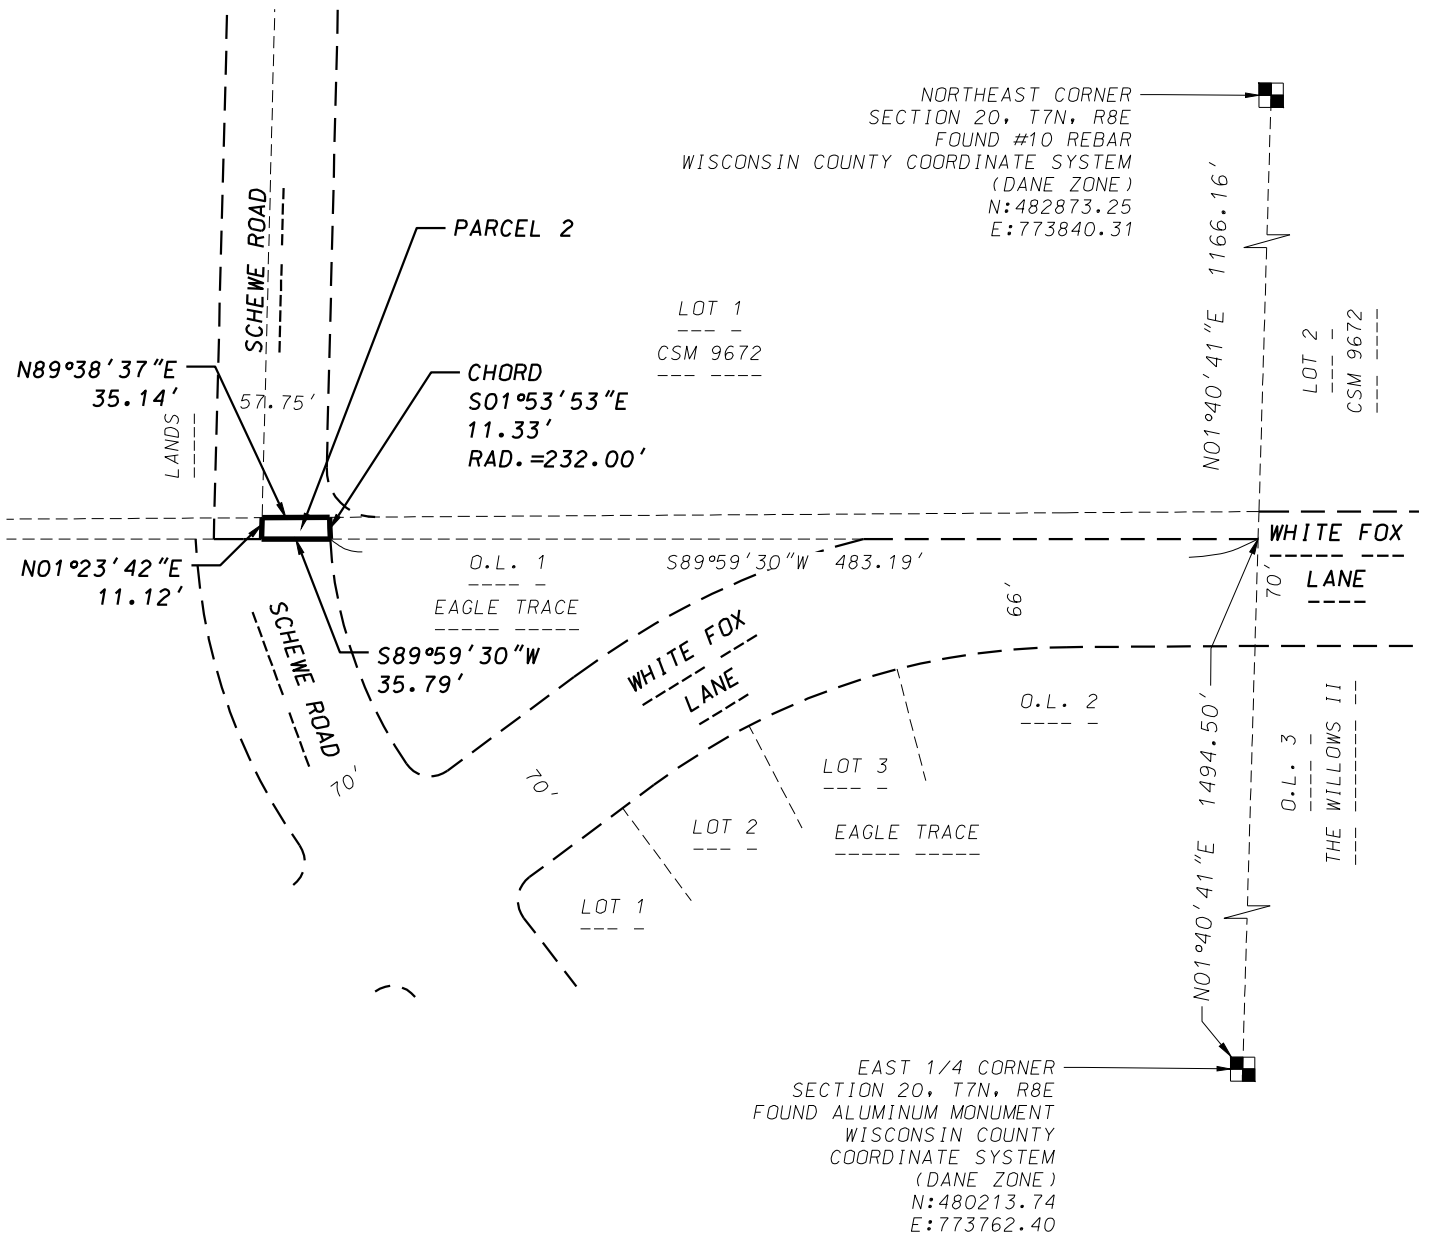 NORTHEAST CORNER
SECTION 20, T7N, R8E
FOUND #10 REBAR
WISCONSIN COUNTY COORDINATE SYSTEM
(DANE ZONE)
N:482873.25
E:773840.31
N01°40'41"E 1166.16'
SCHEWE ROAD
PARCEL 2
LOT 1
CSM 9672
LOT 2
CSM 9672
N89°38'37"E
35.14'
57.75'
LANDS
CHORD
S01°53'53"E
11.33'
RAD.=232.00'
WHITE FOX
LANE
70'
N01°23'42"E
11.12'
O.L. 1
EAGLE TRACE
S89°59'30"W 483.19'
66'
SCHEWE ROAD
70'
S89°59'30"W
35.79'
WHITE FOX
LANE
70'
O.L. 2
LOT 3
LOT 2
EAGLE TRACE
LOT 1
N01°40'41"E 1494.50'
O.L. 3
THE WILLOWS II
EAST 1/4 CORNER
SECTION 20, T7N, R8E
FOUND ALUMINUM MONUMENT
WISCONSIN COUNTY
COORDINATE SYSTEM
(DANE ZONE)
N:480213.74
E:773762.40